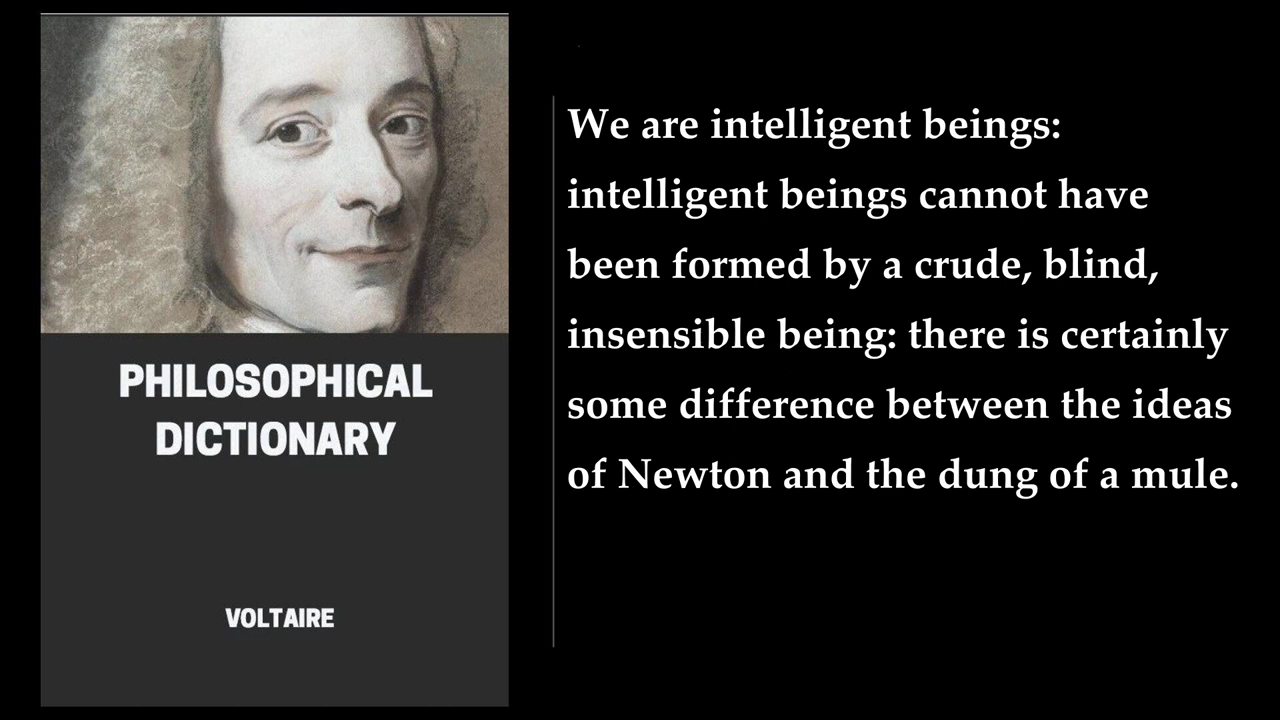 PHILOSOPHICAL
DICTIONARY
VOLTAIRE
We are intelligent beings:
intelligent beings cannot have
been formed by a crude, blind,
insensible being: there is certainly
some difference between the ideas
of Newton and the dung of a mule.